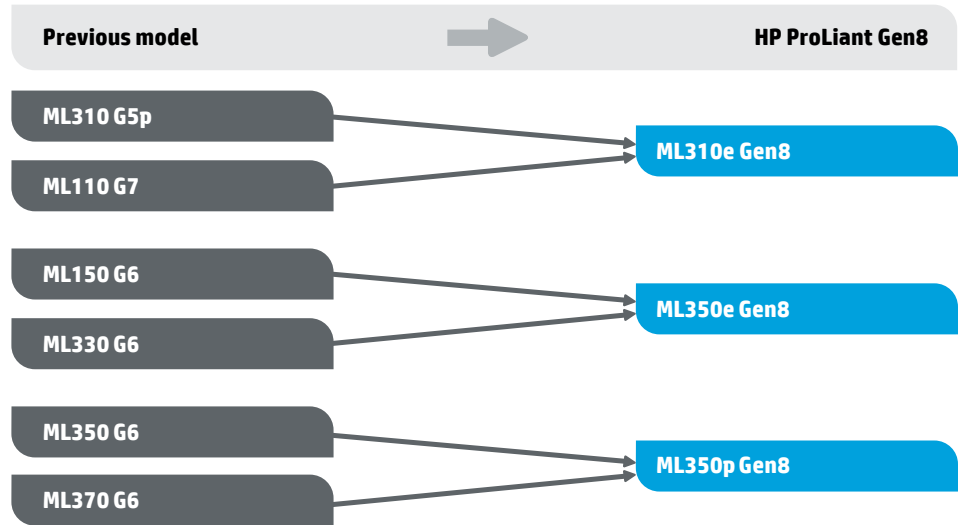 Previous model HP ProLiant Gen8
ML310 G5p
ML110 G7
ML310e Gen8
ML150 G6
ML330 G6
ML350e Gen8
ML350 G6
ML370 G6
ML350p Gen8